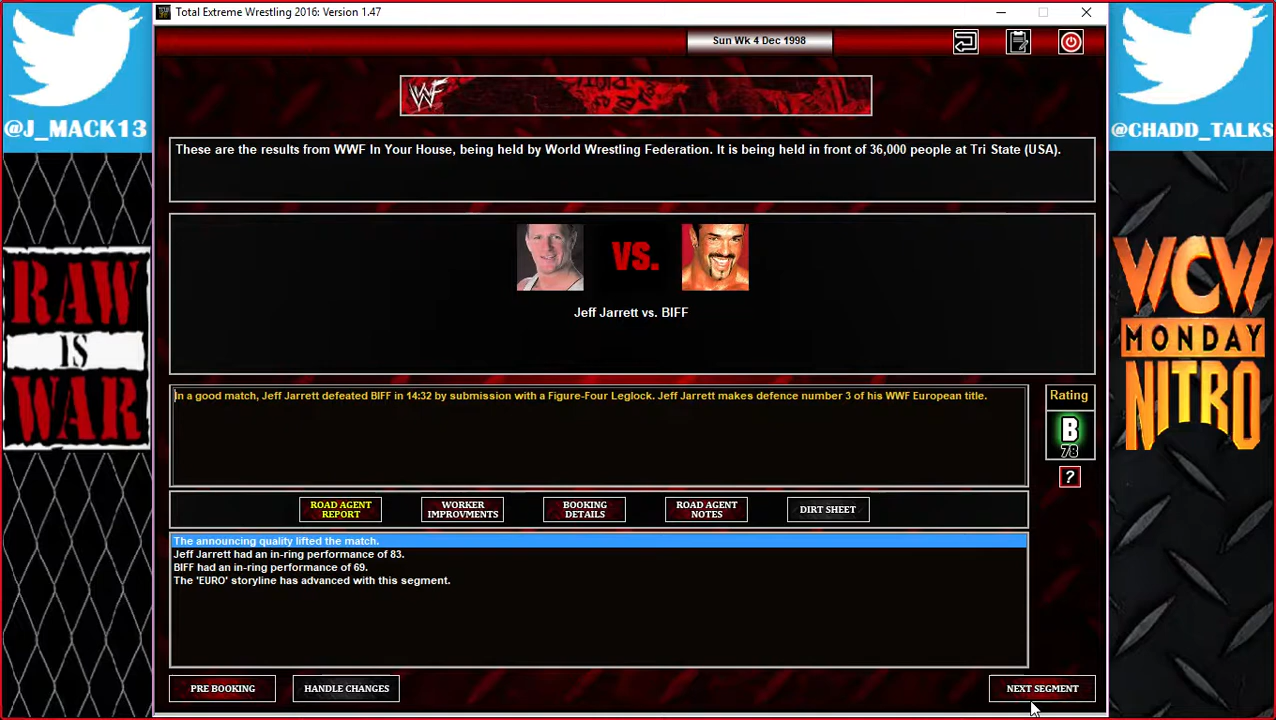 Total Extreme Wrestling 2016: Version 1.47
Sun Wk 4 Dec 1998
@J_MACK13
@CHADD_TALKS
These are the results from WWF In Your House, being held by World Wrestling Federation. It is being held in front of 36,000 people at Tri State (USA).
VS.
Jeff Jarrett vs. BIFF
RAW
IS
WAR
WCW
MONDAY
NITRO
In a good match, Jeff Jarrett defeated BIFF in 14:32 by submission with a Figure-Four Leglock. Jeff Jarrett makes defence number 3 of his WWF European title.
Rating
B
78
?
ROAD AGENT
REPORT
WORKER
IMPROVMENTS
BOOKING
DETAILS
ROAD AGENT
NOTES
DIRT SHEET
The announcing quality lifted the match.
Jeff Jarrett had an in-ring performance of 83.
BIFF had an in-ring performance of 69.
The 'EURO' storyline has advanced with this segment.
PRE BOOKING
HANDLE CHANGES
NEXT SEGMENT